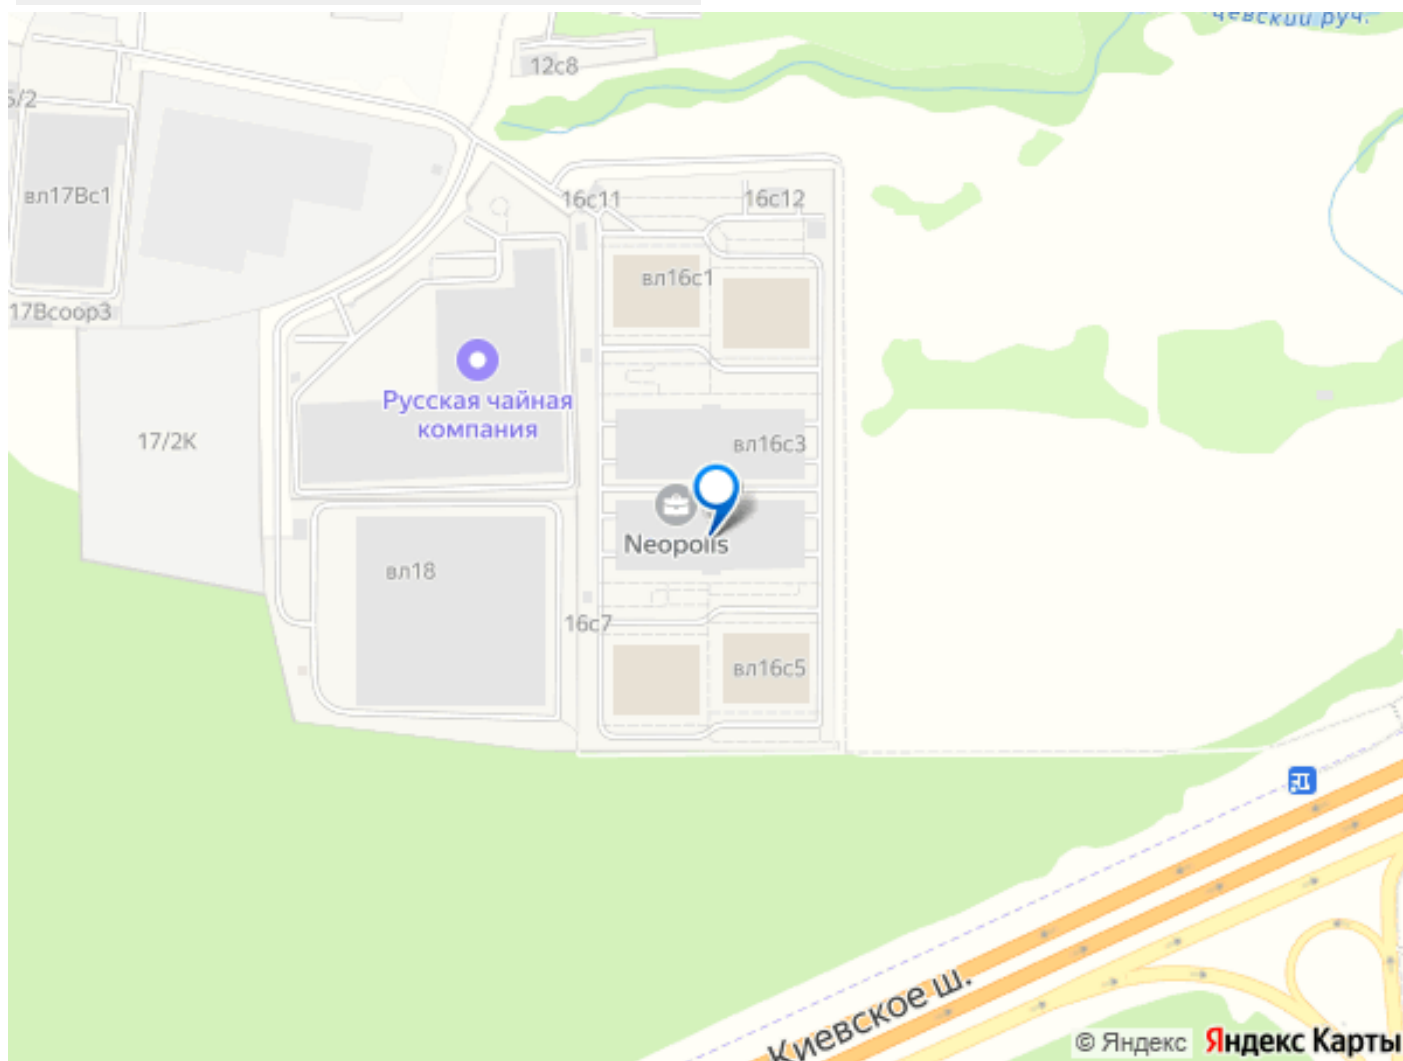 чевский руч.
12с8
5/2
вл17Вс1
16с11
16с12
вл16с1
17Всоор3
Русская чайная
компания
17/2К
вл16с3
Neopolis
вл18
16с7
вл16с5
Киевское ш.
© Яндекс Яндекс Карты